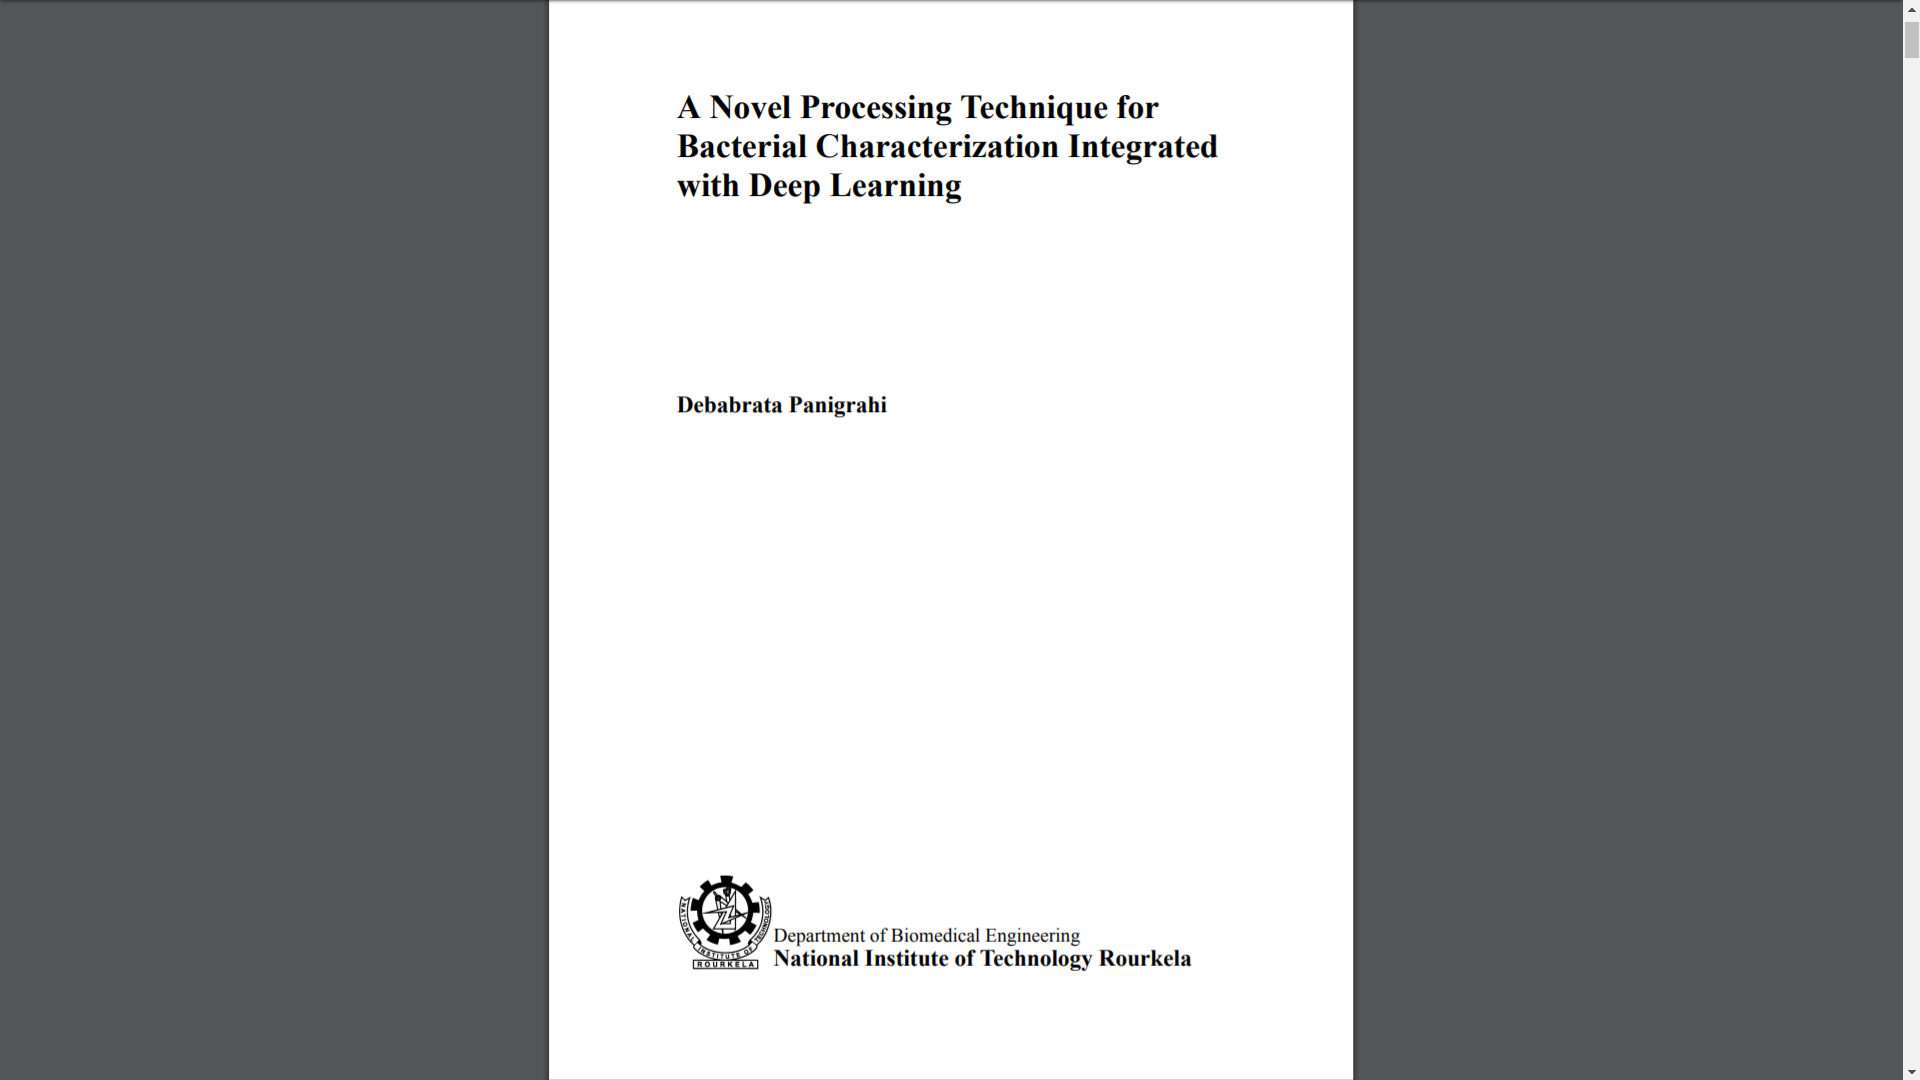 A Novel Processing Technique for
Bacterial Characterization Integrated
with Deep Learning
Debabrata Panigrahi
NATIONAL INSTITUTE OF TECHNOLOGY
ROURKELA
Department of Biomedical Engineering
National Institute of Technology Rourkela